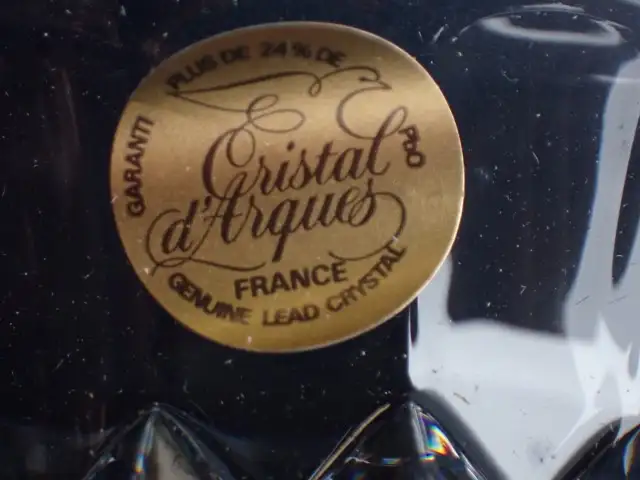 GARANTI PLUS DE 24% DE PbO
Cristal
d'Arques
FRANCE
GENUINE LEAD CRYSTAL